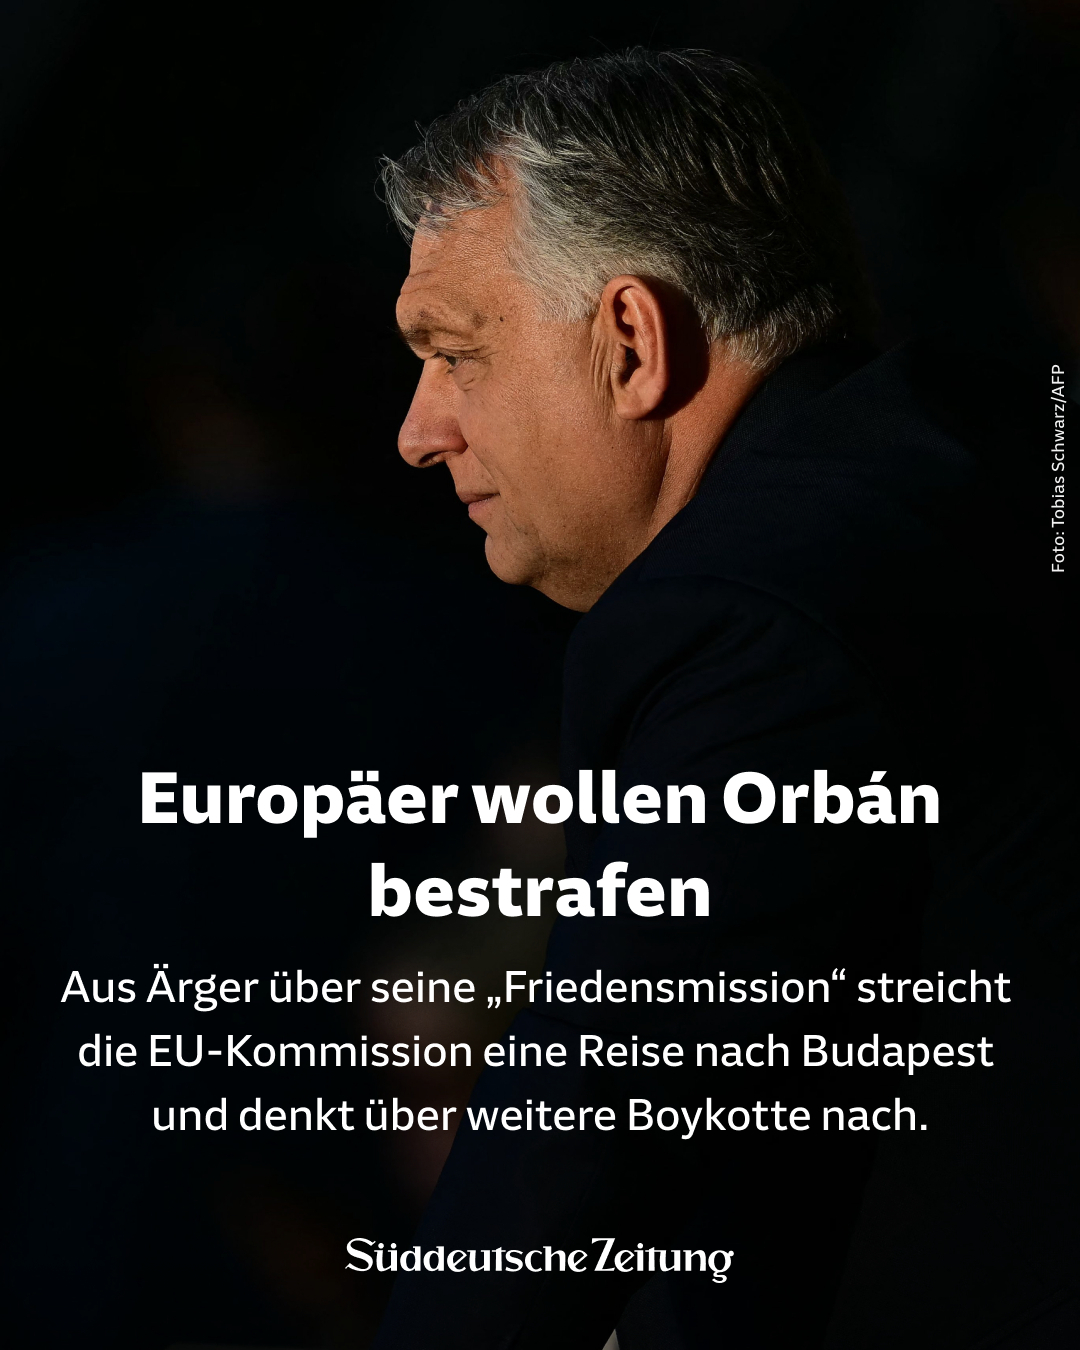 Foto: Tobias Schwarz/AFP
Europäer wollen Orbán
bestrafen
Aus Ärger über seine „Friedensmission“ streicht
die EU-Kommission eine Reise nach Budapest
und denkt über weitere Boykotte nach.
Süddeutsche Zeitung